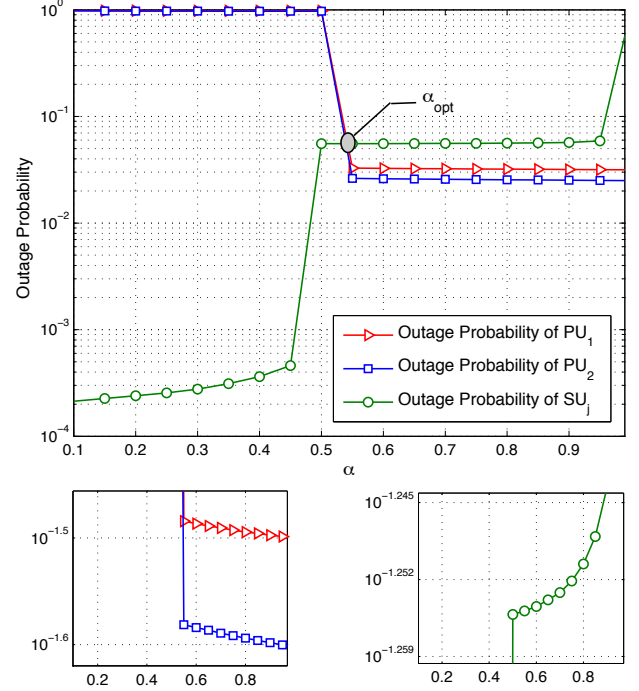 10^0
10^-1
10^-2
10^-3
10^-4
Outage Probability
α_opt
Outage Probability of PU_1
Outage Probability of PU_2
Outage Probability of SU_j
0.1 0.2 0.3 0.4 0.5 0.6 0.7 0.8 0.9
α
10^-1.5
10^-1.6
0.2 0.4 0.6 0.8
10^-1.245
10^-1.252
10^-1.259
0.2 0.4 0.6 0.8